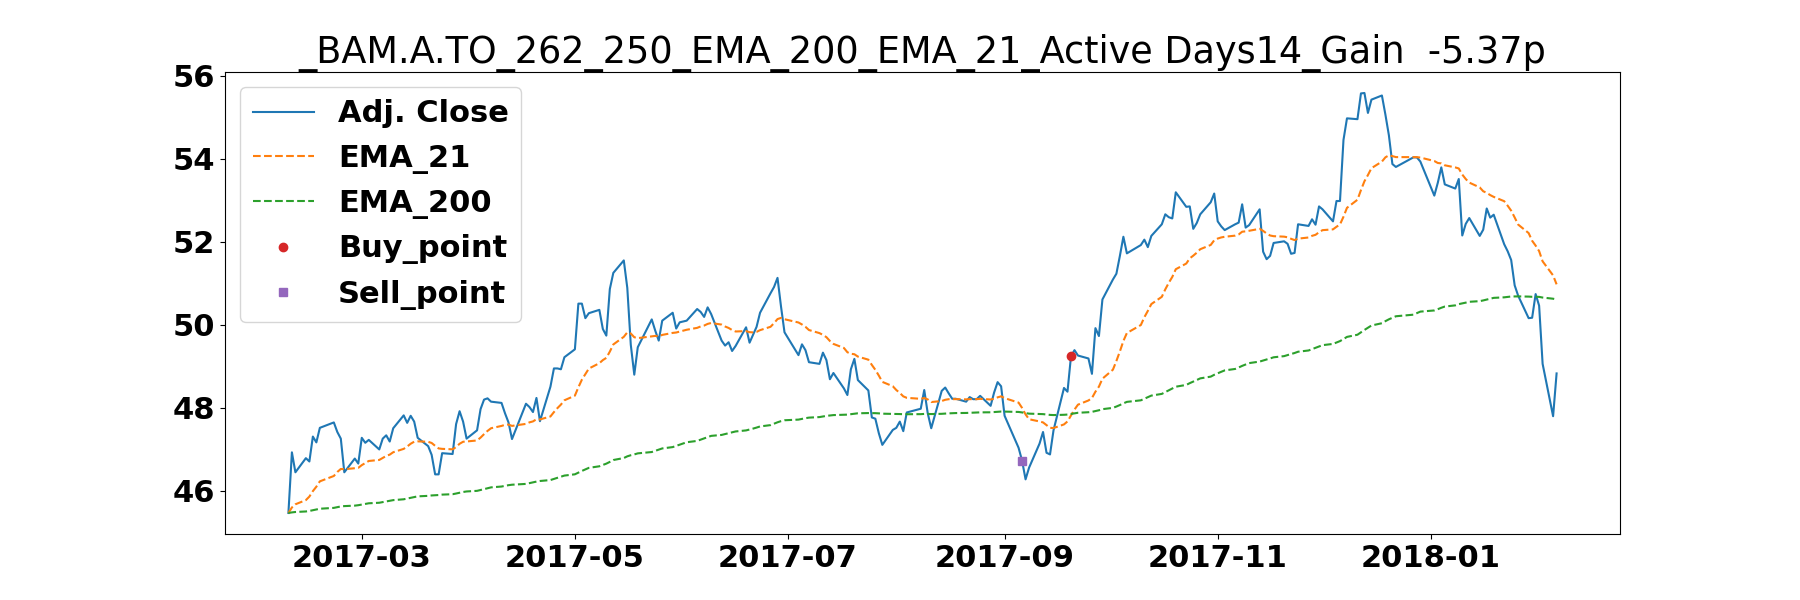 _BAM.A.TO_262_250_EMA_200_EMA_21_Active Days14_Gain  -5.37p
56
54
52
50
48
46
Adj. Close
EMA_21
EMA_200
Buy_point
Sell_point
2017-03 2017-05 2017-07 2017-09 2017-11 2018-01